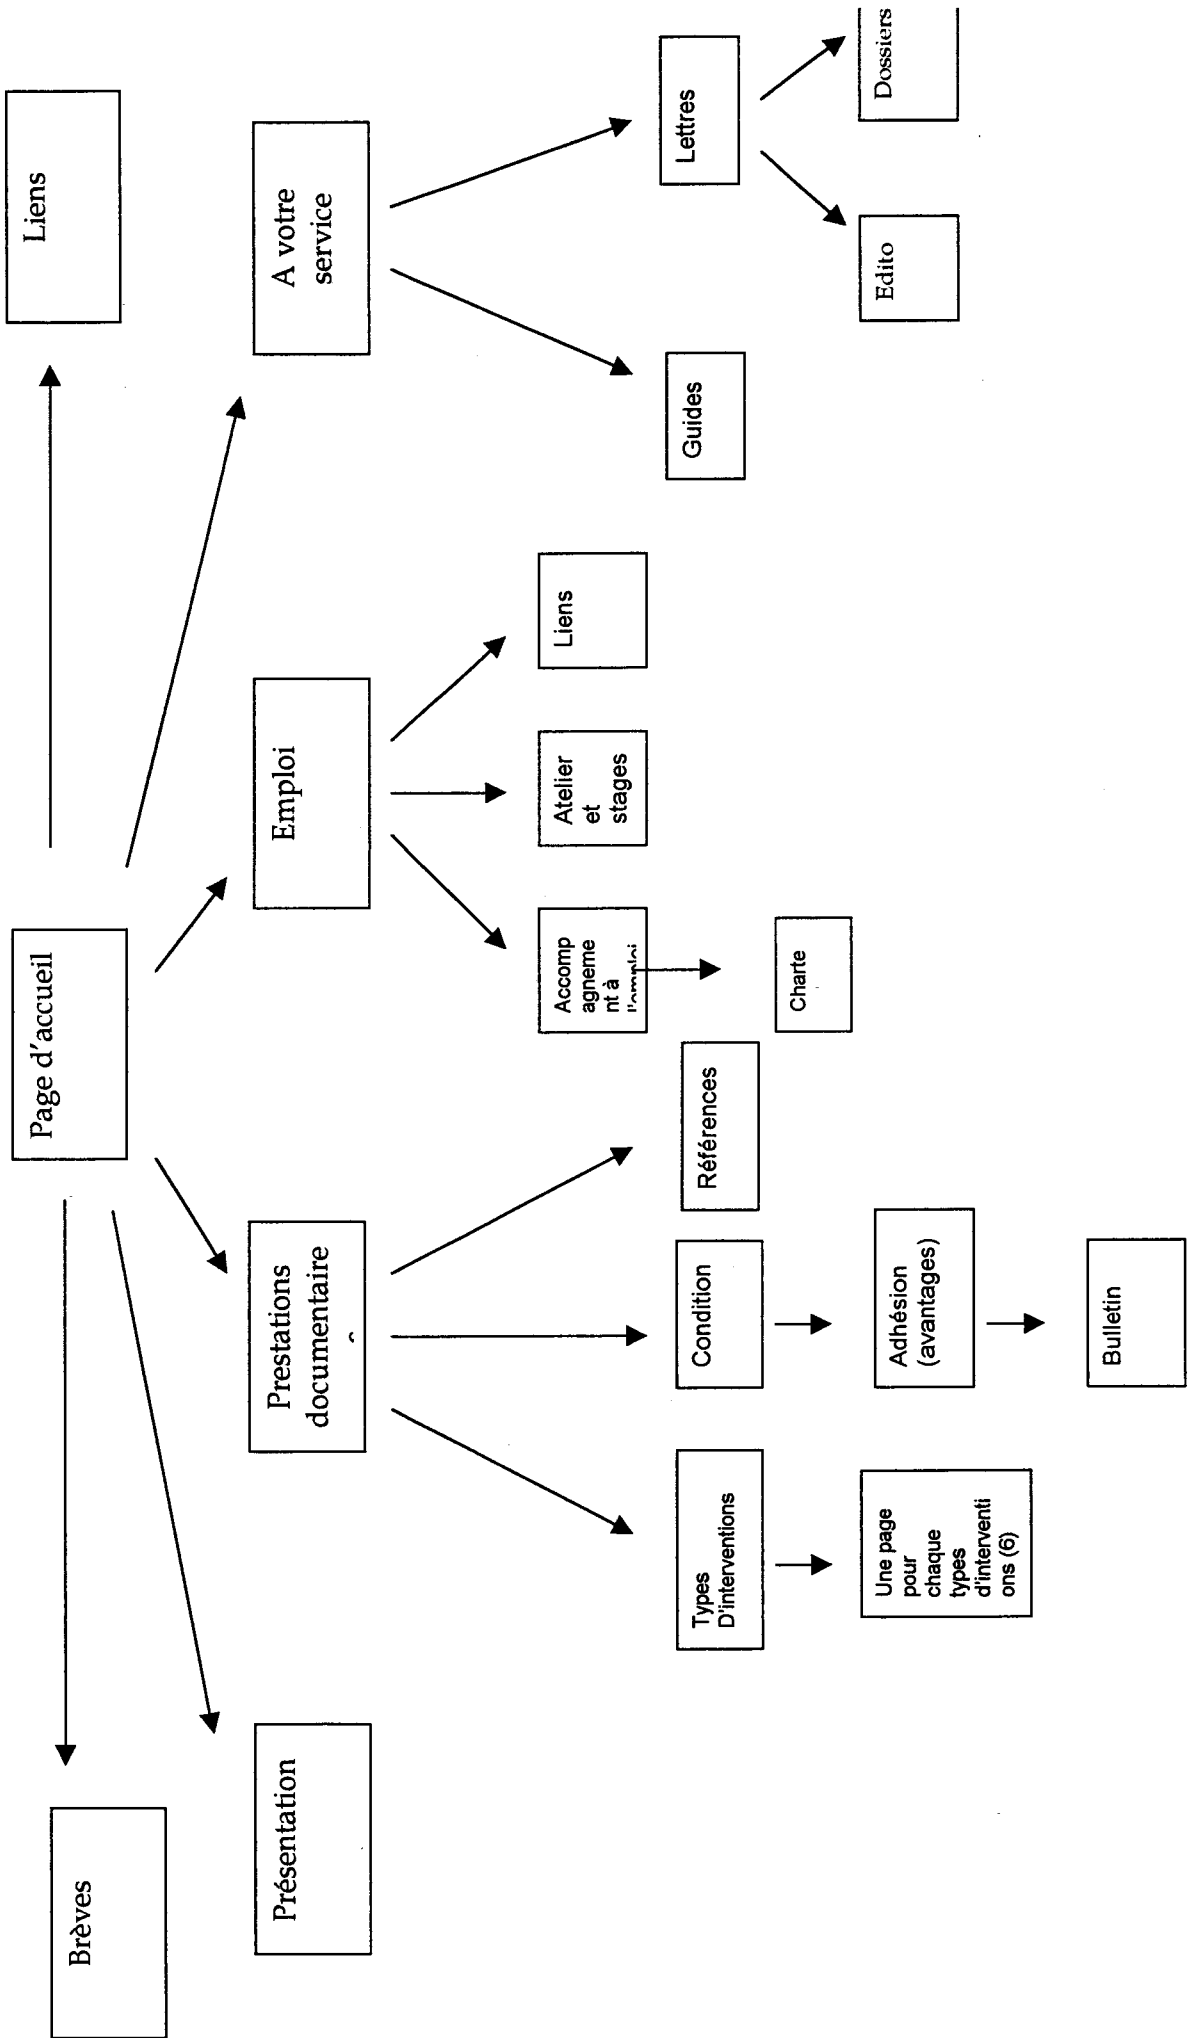 Brèves
Page d'accueil
Liens
Présentation
Prestations
documentaire
Emploi
A votre
service
Accomp
agneme
nt à
l'emploi
Atelier
et
stages
Liens
Types
D'interventions
Condition
Références
Guides
Lettres
Charte
Une page
pour
chaque
types
d'interventi
ons (6)
Adhésion
(avantages)
Edito
Dossiers
Bulletin